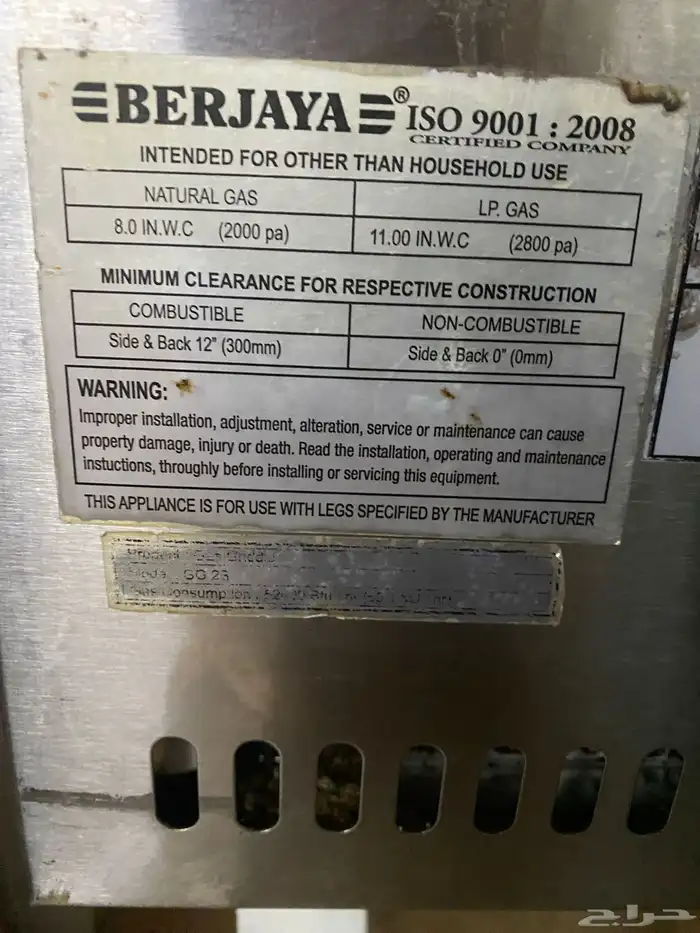 BERJAYA® ISO 9001 : 2008
CERTIFIED COMPANY
INTENDED FOR OTHER THAN HOUSEHOLD USE
NATURAL GAS LP. GAS
8.0 IN.W.C (2000 pa) 11.00 IN.W.C (2800 pa)
MINIMUM CLEARANCE FOR RESPECTIVE CONSTRUCTION
COMBUSTIBLE NON-COMBUSTIBLE
Side & Back 12" (300mm) Side & Back 0" (0mm)
WARNING:
Improper installation, adjustment, alteration, service or maintenance can cause
property damage, injury or death. Read the installation, operating and maintenance
instuctions, throughly before installing or servicing this equipment.
THIS APPLIANCE IS FOR USE WITH LEGS SPECIFIED BY THE MANUFACTURER
Product
Model
Gas Consumption
حراج